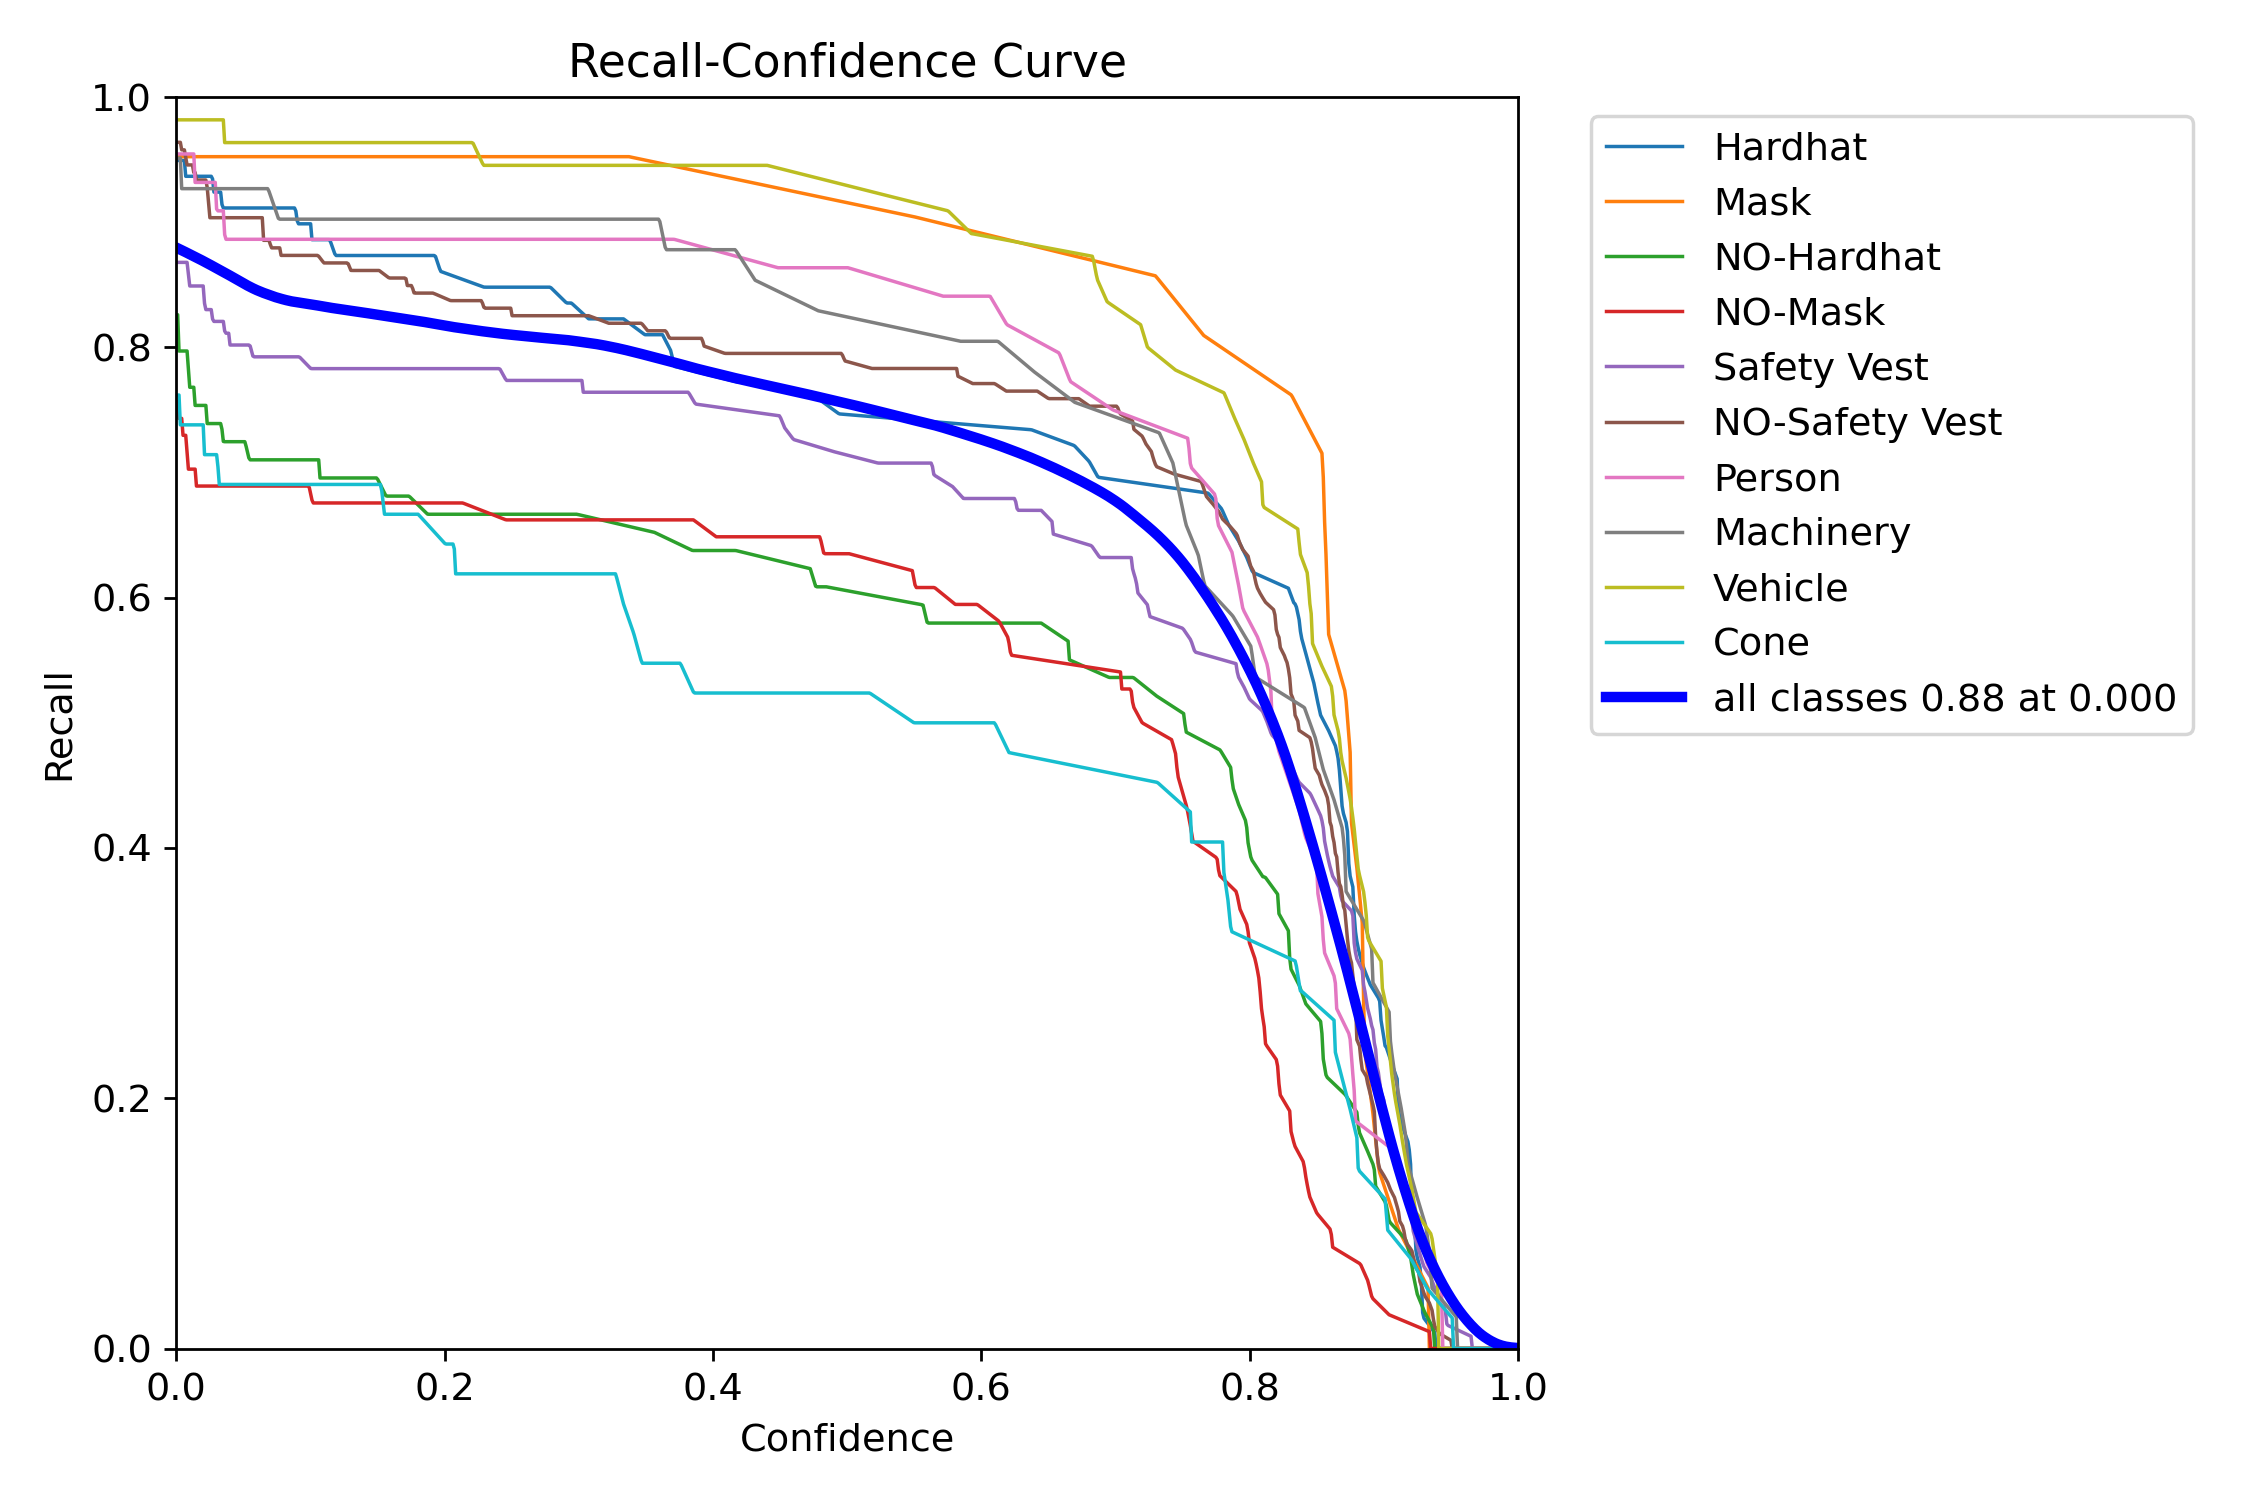 Recall-Confidence Curve
1.0
0.8
0.6
0.4
0.2
0.0
Recall
0.0 0.2 0.4 0.6 0.8 1.0
Confidence
Hardhat
Mask
NO-Hardhat
NO-Mask
Safety Vest
NO-Safety Vest
Person
Machinery
Vehicle
Cone
all classes 0.88 at 0.000